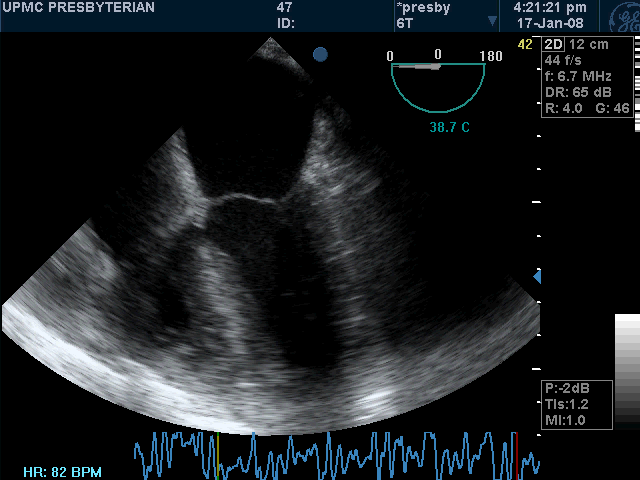 UPMC PRESBYTERIAN
47
ID:
*presby
6T
4:21:21 pm
17-Jan-08
42
2D 12 cm
44 f/s
f: 6.7 MHz
DR: 65 dB
R: 4.0 G: 46
0 0 180
38.7 C
P:-2dB
TIs:1.2
MI:1.0
HR: 82 BPM